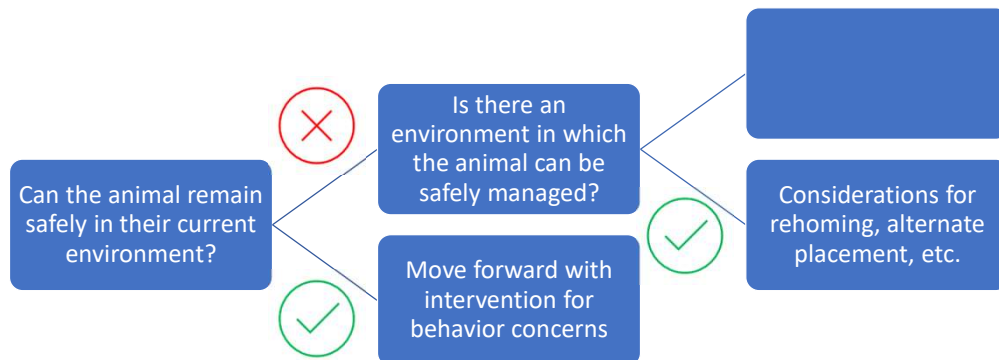 Can the animal remain
safely in their current
environment?
Is there an
environment in which
the animal can be
safely managed?
Move forward with
intervention for
behavior concerns
Considerations for
rehoming, alternate
placement, etc.